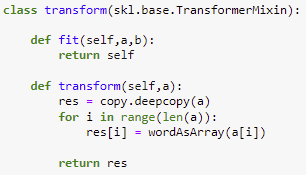 class transform(skl.base.TransformerMixin):
def fit(self,a,b):
return self
def transform(self,a):
res = copy.deepcopy(a)
for i in range(len(a)):
res[i] = wordAsArray(a[i])
return res